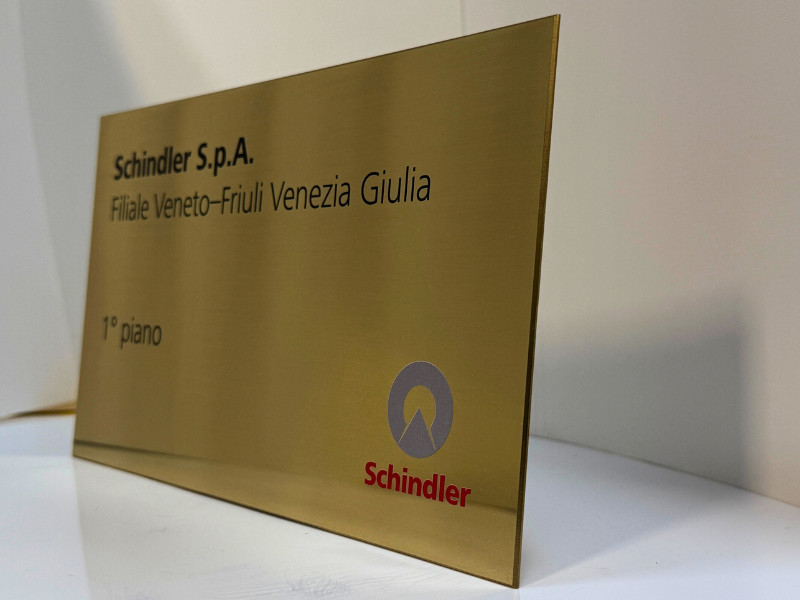 Schindler S.p.A.
Filiale Veneto–Friuli Venezia Giulia
1° piano
Schindler